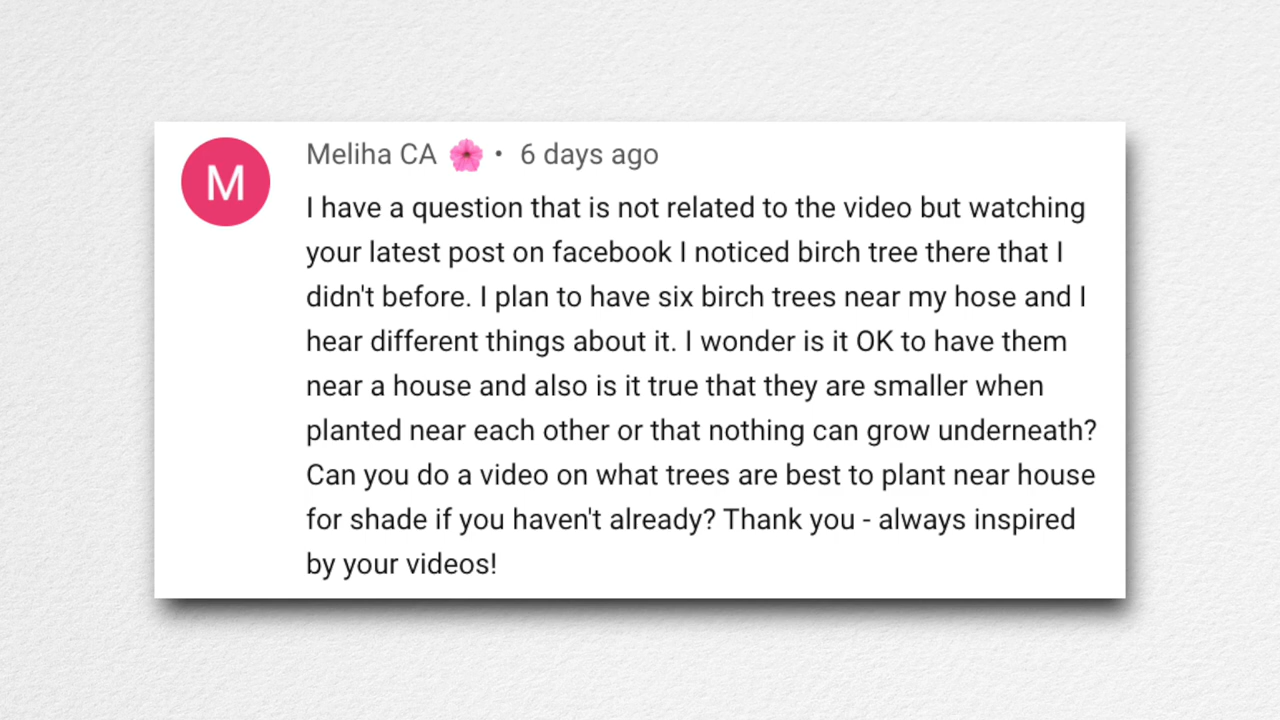 M
Meliha CA 🌸 • 6 days ago
I have a question that is not related to the video but watching
your latest post on facebook I noticed birch tree there that I
didn't before. I plan to have six birch trees near my hose and I
hear different things about it. I wonder is it OK to have them
near a house and also is it true that they are smaller when
planted near each other or that nothing can grow underneath?
Can you do a video on what trees are best to plant near house
for shade if you haven't already? Thank you - always inspired
by your videos!